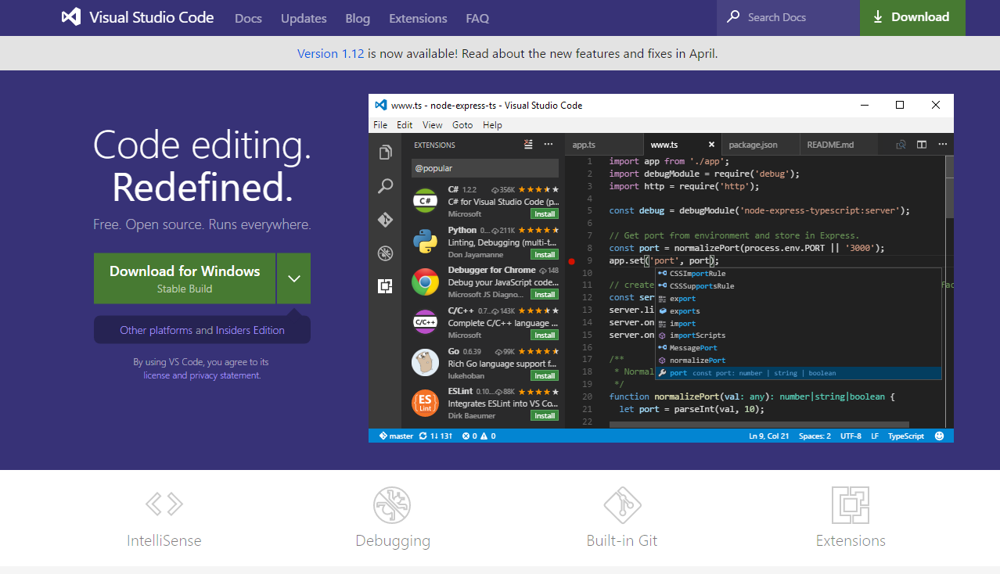 Visual Studio Code Docs Updates Blog Extensions FAQ Search Docs Download
Version 1.12 is now available! Read about the new features and fixes in April.
Code editing.
Redefined.
Free. Open source. Runs everywhere.
Download for Windows
Stable Build
Other platforms and Insiders Edition
By using VS Code, you agree to its
license and privacy statement.
www.ts - node-express-ts - Visual Studio Code
File Edit View Goto Help
EXTENSIONS
@popular
C# 1.2.2 356K
C# for Visual Studio Code (p...
Microsoft Install
Python 0.... 211K
Linting, Debugging (multi-t...
Don Jayamanne Install
Debugger for Chrome 148
Debug your JavaScript code...
Microsoft JS Diagno... Install
C/C++ 0.7... 143K
Complete C/C++ language ...
Microsoft Install
Go 0.6.39 99K
Rich Go language support f...
lukehoban Install
ESLint 0.10... 88K
Integrates ESLint into VS Co...
Dirk Baeumer Install
C#
C/C++
ES
Lint
app.ts www.ts package.json README.md
1 import app from './app';
2 import debugModule = require('debug');
3 import http = require('http');
4
5 const debug = debugModule('node-express-typescript:server');
6
7 // Get port from environment and store in Express.
8 const port = normalizePort(process.env.PORT || '3000');
9 app.set('port', port);
10
11 // create fac
12 const ser
13 server.li
14 server.on
15 server.on
16
17 /**
18 * Normal
19 */
20 function normalizePort(val: any): number|string|boolean {
21 let port = parseInt(val, 10);
22
CSSImportRule
CSSSupportsRule
export
exports
import
importScripts
MessagePort
normalizePort
port const port: number | string | boolean
master 1↓ 13↑ 0 0 Ln 9, Col 21 Spaces: 2 UTF-8 LF TypeScript
IntelliSense Debugging Built-in Git Extensions